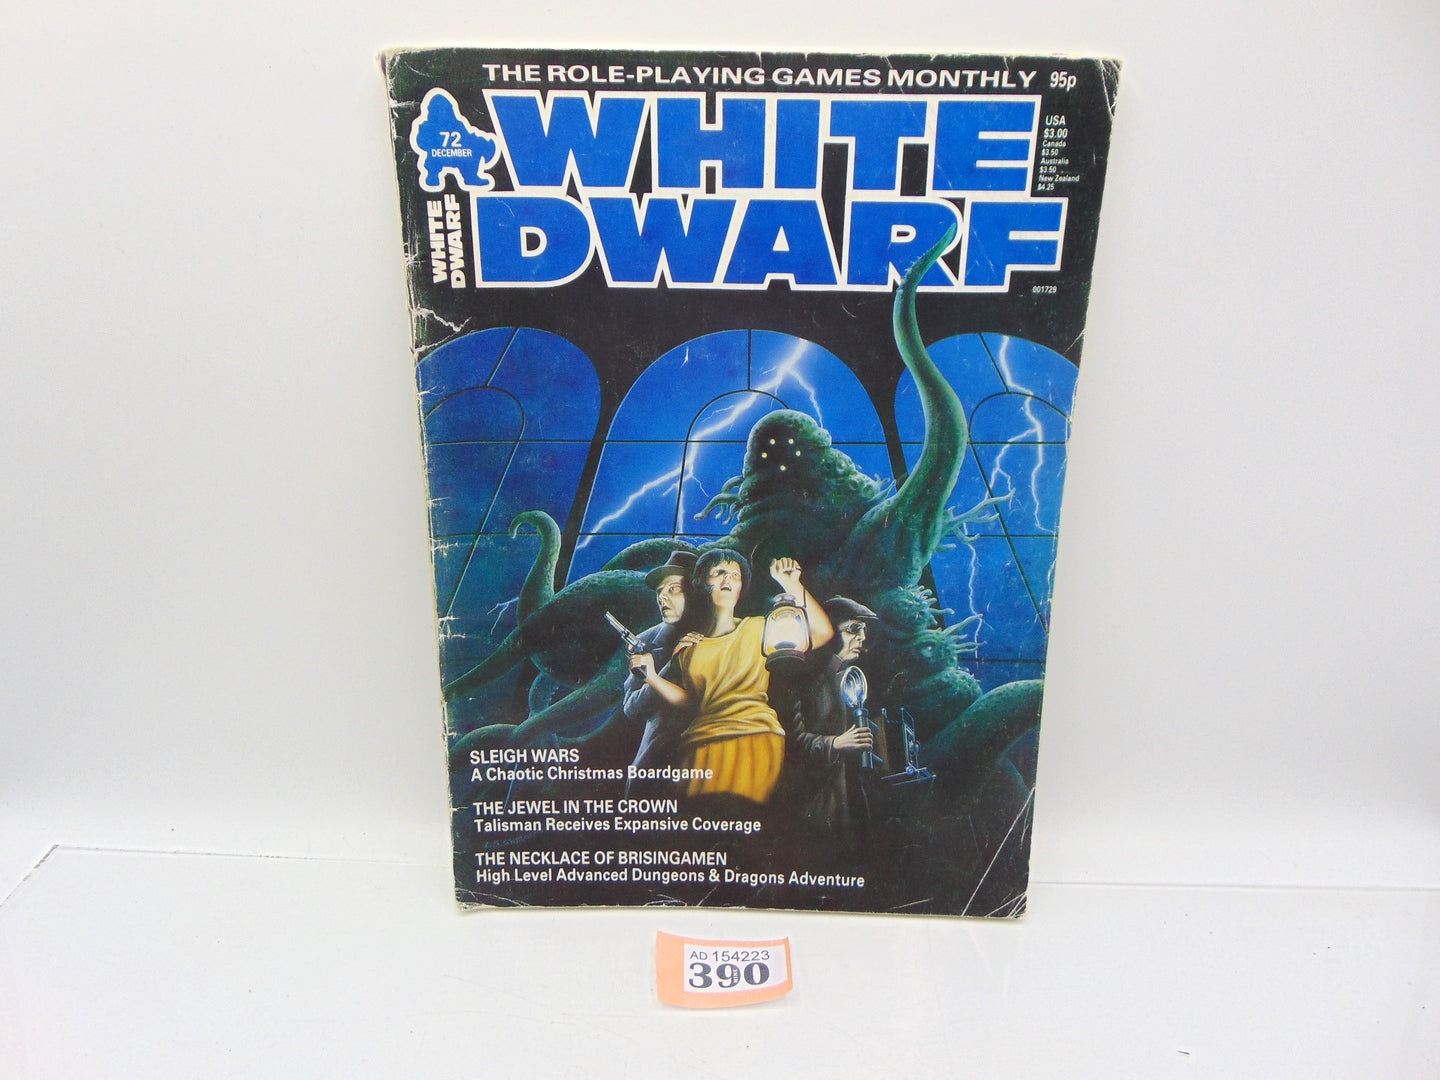 THE ROLE-PLAYING GAMES MONTHLY 95p
WHITE
DWARF
72
DECEMBER
WHITE
DWARF
USA
$3.00
Canada
$3.50
Australia
$3.50
New Zealand
$4.25
001729
SLEIGH WARS
A Chaotic Christmas Boardgame
THE JEWEL IN THE CROWN
Talisman Receives Expansive Coverage
THE NECKLACE OF BRISINGAMEN
High Level Advanced Dungeons & Dragons Adventure
AD 154223
390